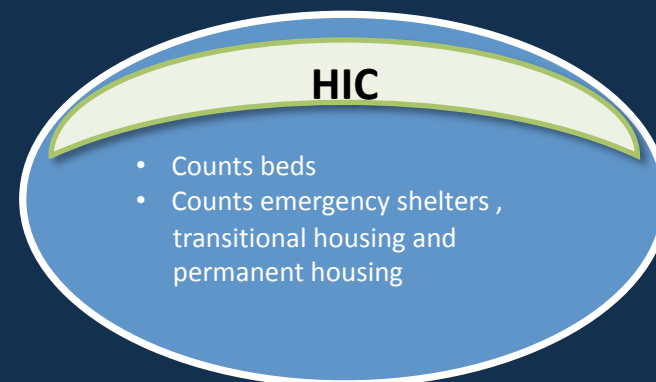 HIC
• Counts beds
• Counts emergency shelters ,
transitional housing and
permanent housing